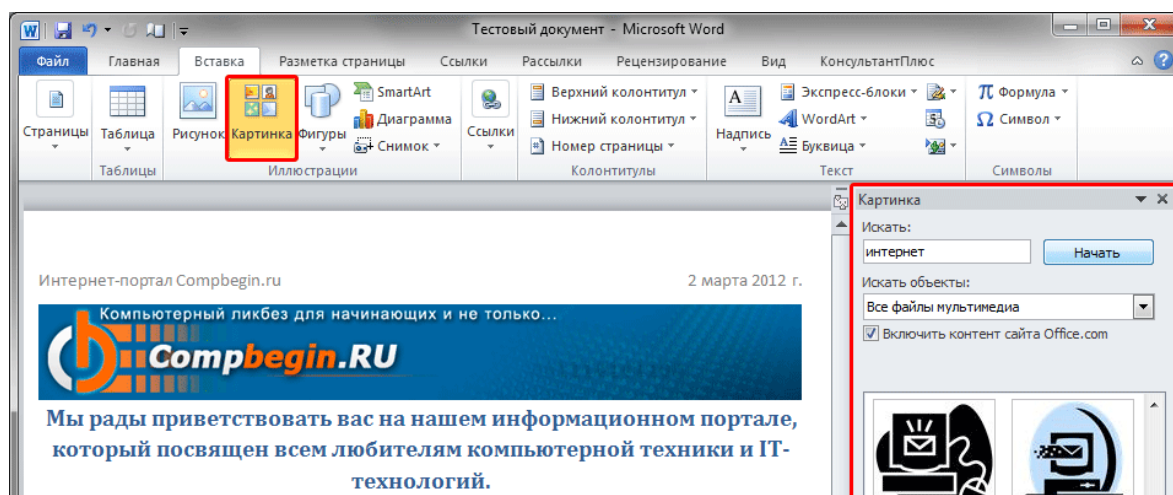 Тестовый документ - Microsoft Word
Файл Главная Вставка Разметка страницы Ссылки Рассылки Рецензирование Вид КонсультантПлюс
Страницы
Таблица
Рисунок
Картинка
Фигуры
SmartArt
Диаграмма
Снимок
Ссылки
Верхний колонтитул
Нижний колонтитул
Номер страницы
Надпись
Экспресс-блоки
WordArt
Буквица
π Формула
Ω Символ
Таблицы Иллюстрации Колонтитулы Текст Символы
Интернет-портал Compbegin.ru 2 марта 2012 г.
Компьютерный ликбез для начинающих и не только...
Compbegin.RU
Мы рады приветствовать вас на нашем информационном портале,
который посвящен всем любителям компьютерной техники и IT-
технологий.
Картинка
Искать:
интернет Начать
Искать объекты:
Все файлы мультимедиа
Включить контент сайта Office.com